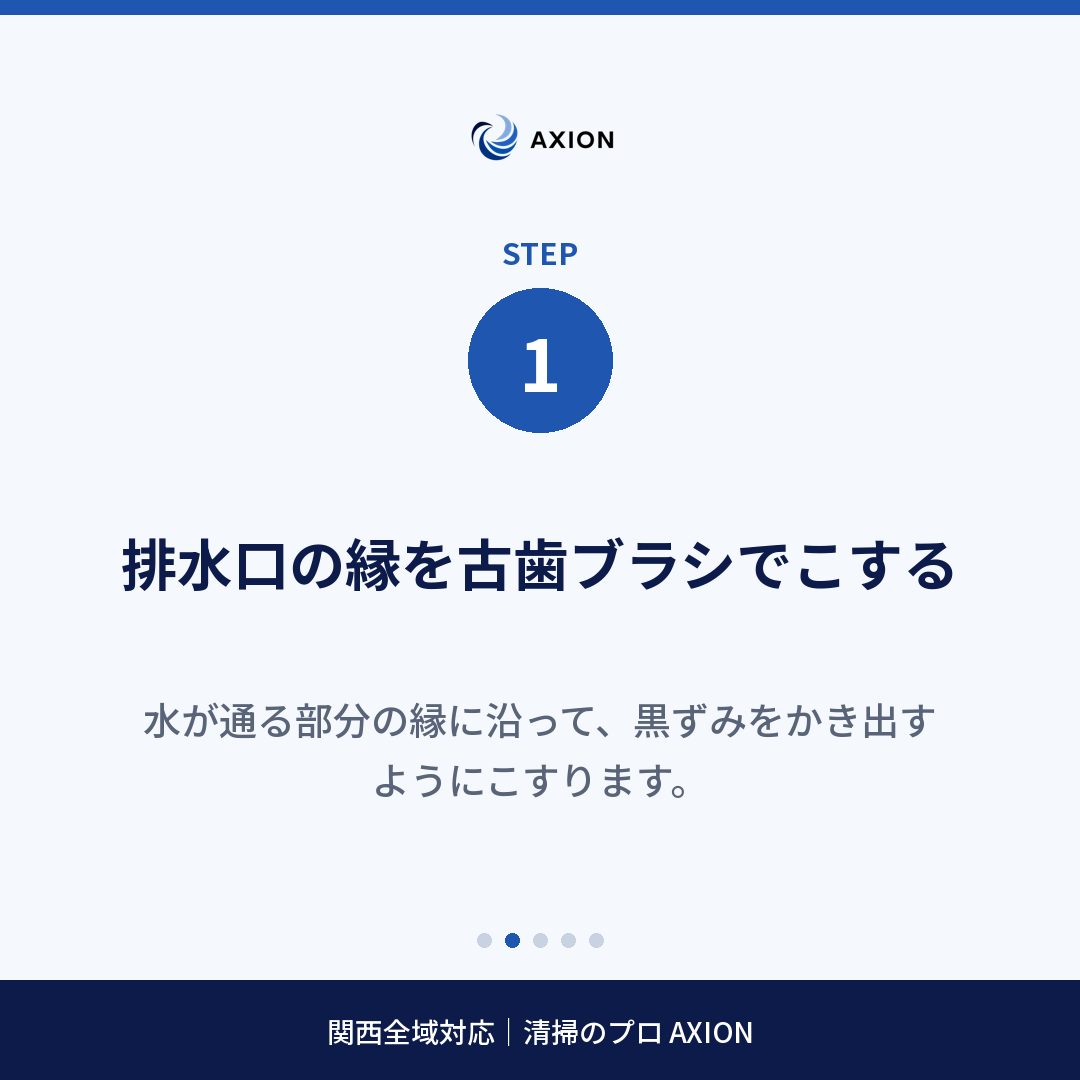 AXION
STEP
1
排水口の縁を古歯ブラシでこする
水が通る部分の縁に沿って、黒ずみをかき出す
ようにこすります。
関西全域対応｜清掃のプロ AXION